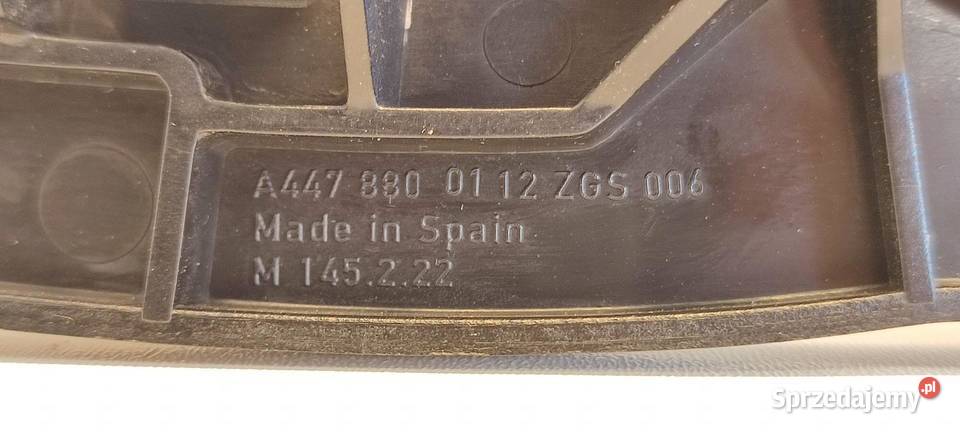 A447 880 01 12 ZGS 006
Made in Spain
M 145.2.22
Sprzedajemy.pl